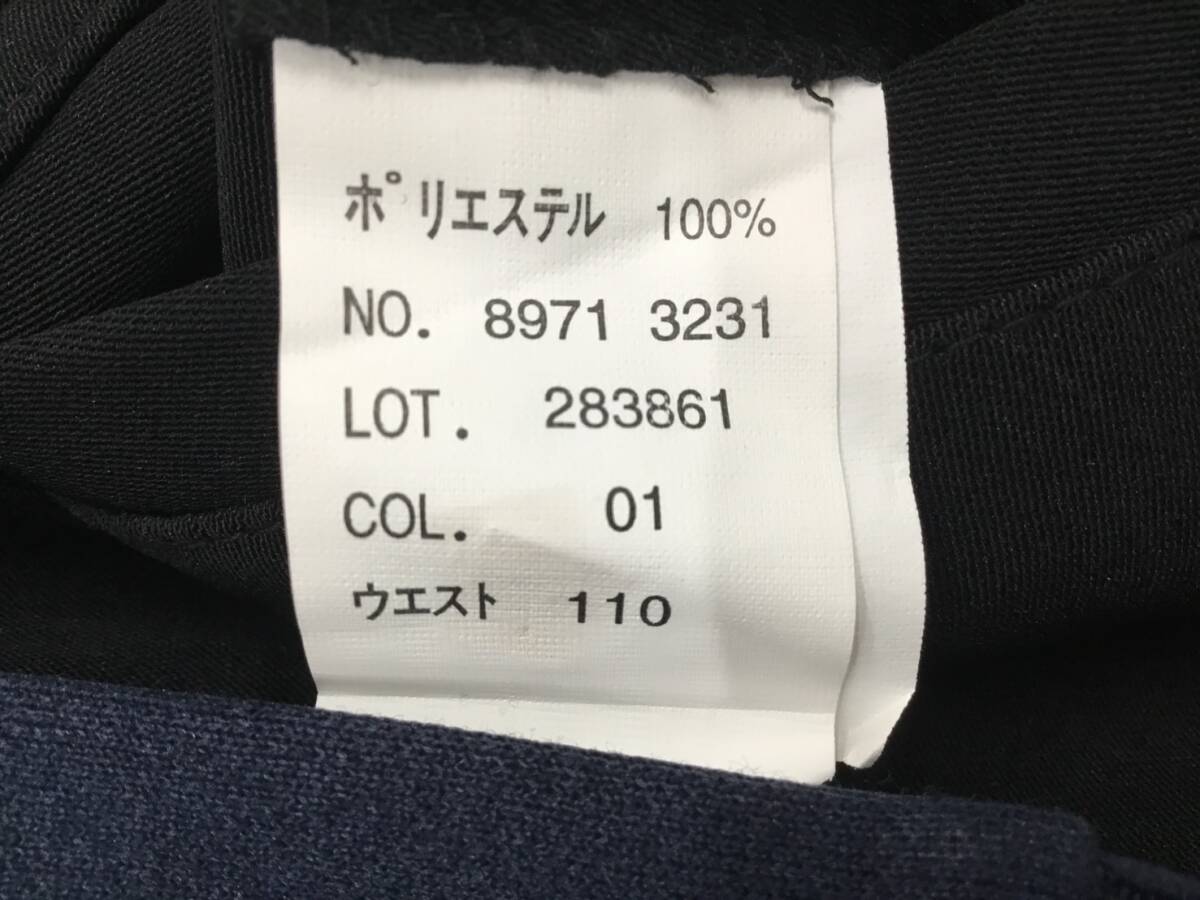 ポリエステル 100%
NO. 8971 3231
LOT. 283861
COL. 01
ウエスト 110